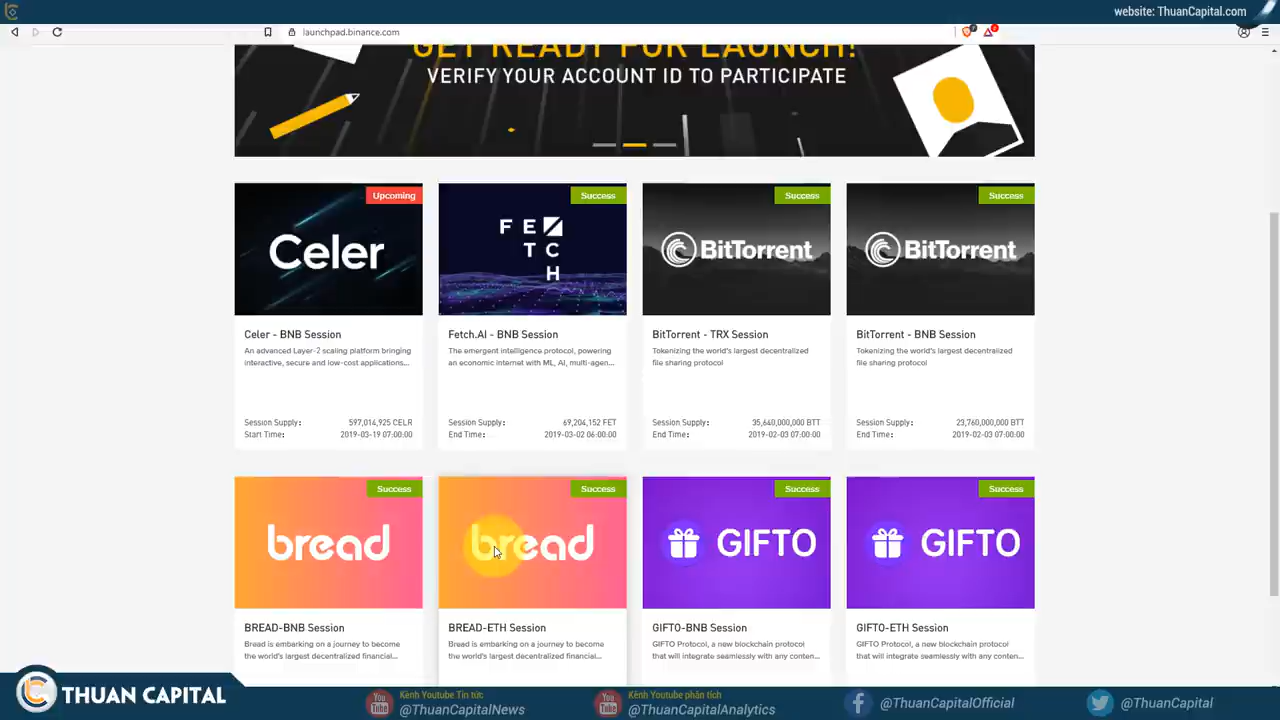 website: ThuanCapital.com
launchpad.binance.com
GET READY FOR LAUNCH!
VERIFY YOUR ACCOUNT ID TO PARTICIPATE
Upcoming
Celer
Celer - BNB Session
An advanced Layer-2 scaling platform bringing
interactive, secure and low-cost applications...
Session Supply: 597,014,925 CELR
Start Time: 2019-03-19 07:00:00
Success
FE
TC
H
Fetch.AI - BNB Session
The emergent intelligence protocol, powering
an economic internet with ML, AI, multi-agen...
Session Supply: 69,204,152 FET
End Time: 2019-03-02 06:00:00
Success
BitTorrent
BitTorrent - TRX Session
Tokenizing the world's largest decentralized
file sharing protocol
Session Supply: 35,640,000,000 BTT
End Time: 2019-02-03 07:00:00
Success
BitTorrent
BitTorrent - BNB Session
Tokenizing the world's largest decentralized
file sharing protocol
Session Supply: 23,760,000,000 BTT
End Time: 2019-02-03 07:00:00
Success
bread
BREAD-BNB Session
Bread is embarking on a journey to become
the world's largest decentralized financial...
Success
bread
BREAD-ETH Session
Bread is embarking on a journey to become
the world's largest decentralized financial...
Success
GIFTO
GIFTO-BNB Session
GIFTO Protocol, a new blockchain protocol
that will integrate seamlessly with any conten...
Success
GIFTO
GIFTO-ETH Session
GIFTO Protocol, a new blockchain protocol
that will integrate seamlessly with any conten...
THUAN CAPITAL
You Tube
Kênh Youtube Tin tức
@ThuanCapitalNews
You Tube
Kênh Youtube phân tích
@ThuanCapitalAnalytics
@ThuanCapitalOfficial
@ThuanCapital